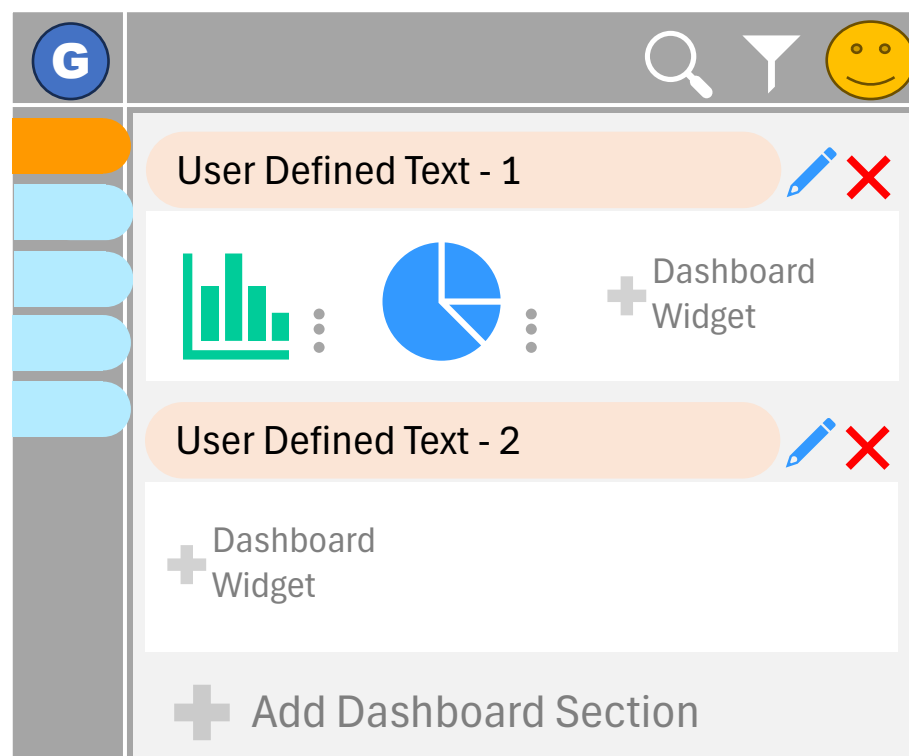 G
User Defined Text - 1
Dashboard
Widget
User Defined Text - 2
Dashboard
Widget
Add Dashboard Section